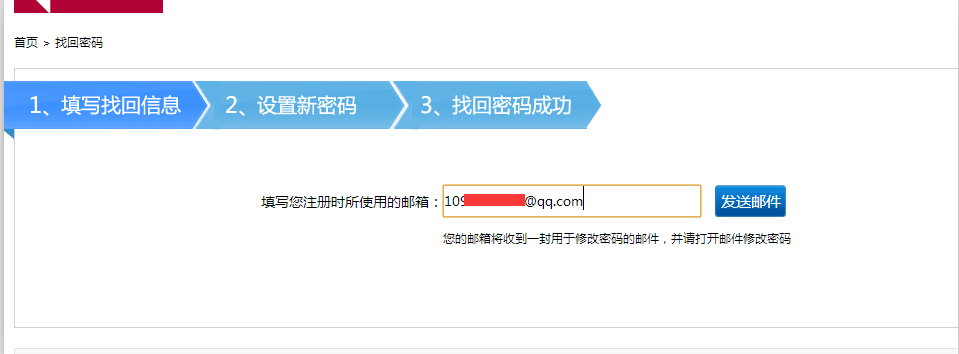 首页 > 找回密码
1、填写找回信息 2、设置新密码 3、找回密码成功
填写您注册时所使用的邮箱：109 @qq.com 发送邮件
您的邮箱将收到一封用于修改密码的邮件，并请打开邮件修改密码